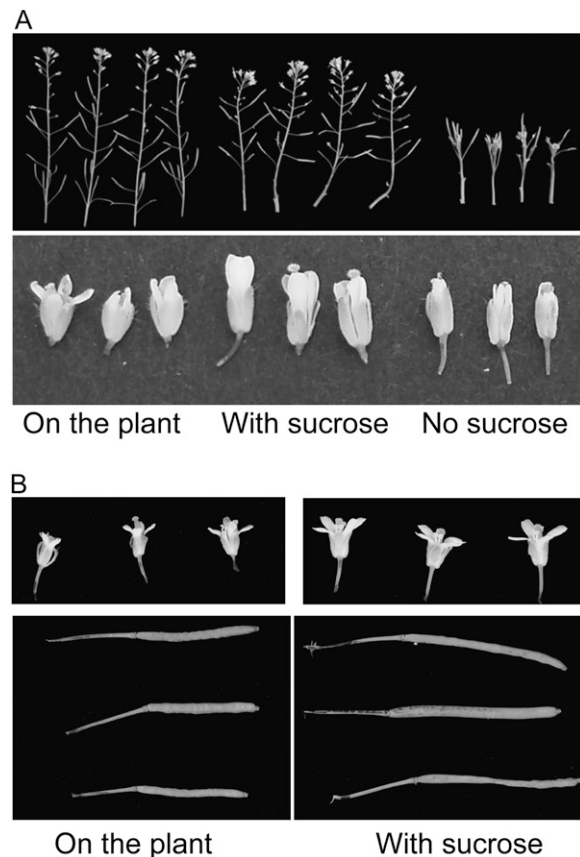 A
On the plant With sucrose No sucrose
B
On the plant With sucrose